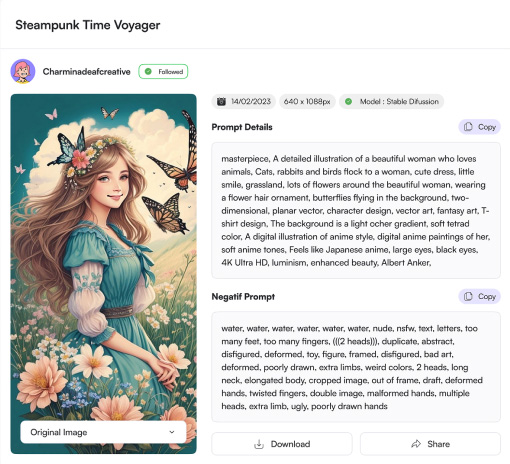 Steampunk Time Voyager
Charminadeafcreative
Followed
14/02/2023
640 x 1088px
Model : Stable Difussion
Prompt Details
Copy
masterpiece, A detailed illustration of a beautiful woman who loves
animals, Cats, rabbits and birds flock to a woman, cute dress, little
smile, grassland, lots of flowers around the beautiful woman, wearing
a flower hair ornament, butterflies flying in the background, two-
dimensional, planar vector, character design, vector art, fantasy art, T-
shirt design, The background is a light ocher gradient, soft tetrad
color, A digital illustration of anime style, digital anime paintings of her,
soft anime tones, Feels like Japanese anime, large eyes, black eyes,
4K Ultra HD, lurninism, enhanced beauty, Albert Anker,
Negatif Prompt
Copy
water, water, water, water, water, water, nude, nsfw, text, letters, too
many feet, too many fingers, (((2 heads))), duplicate, abstract,
disfigured, deformed, toy, figure, framed, disfigured, bad art,
deformed, poorly drawn, extra limbs, weird colors, 2 heads, long
neck, elongated body, cropped image, out of frame, draft, deformed
hands, twisted fingers, double image, malformed hands, multiple
heads, extra limb, ugly, poorly drawn hands
Original Image
Download
Share